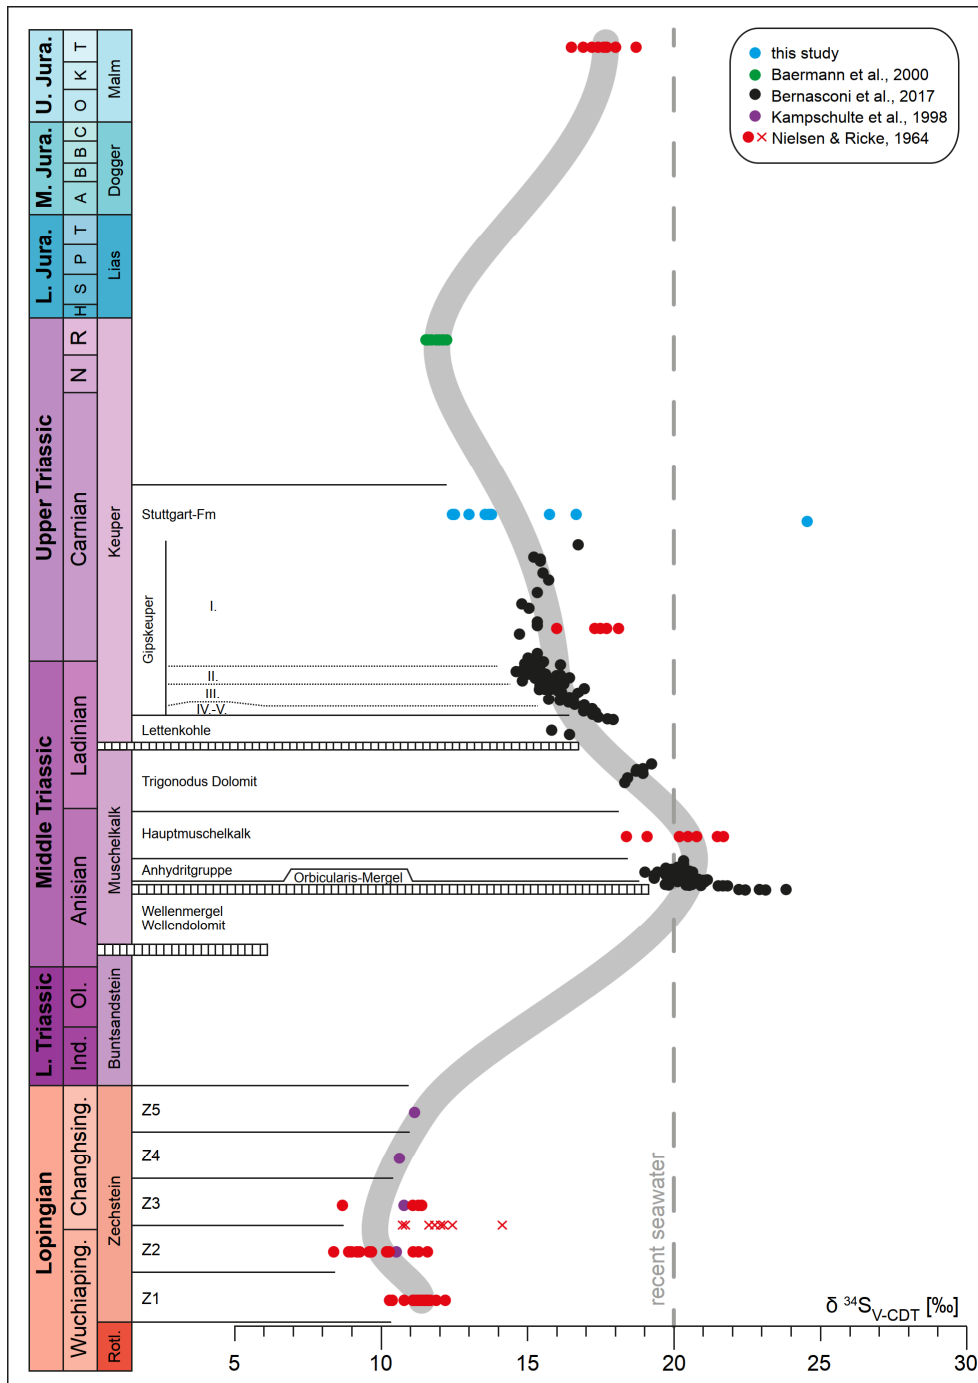 U. Jura.
T
K
O
Malm
M. Jura.
C
B
B
A
Dogger
L. Jura.
T
P
S
H
Lias
Upper Triassic
R
N
Carnian
Keuper
Middle Triassic
Ladinian
Anisian
Muschelkalk
L. Triassic
Ol.
Ind.
Buntsandstein
Lopingian
Changhsing.
Wuchiaping.
Zechstein
Rotl.
this study
Baermann et al., 2000
Bernasconi et al., 2017
Kampschulte et al., 1998
Nielsen & Ricke, 1964
Stuttgart-Fm
Gipskeuper
I.
II.
III.
IV.-V.
Lettenkohle
Trigonodus Dolomit
Hauptmuschelkalk
Anhydritgruppe
Orbicularis-Mergel
Wellenmergel
Wellendolomit
Z5
Z4
Z3
Z2
Z1
recent seawater
δ ³⁴S V-CDT [‰]
5 10 15 20 25 30